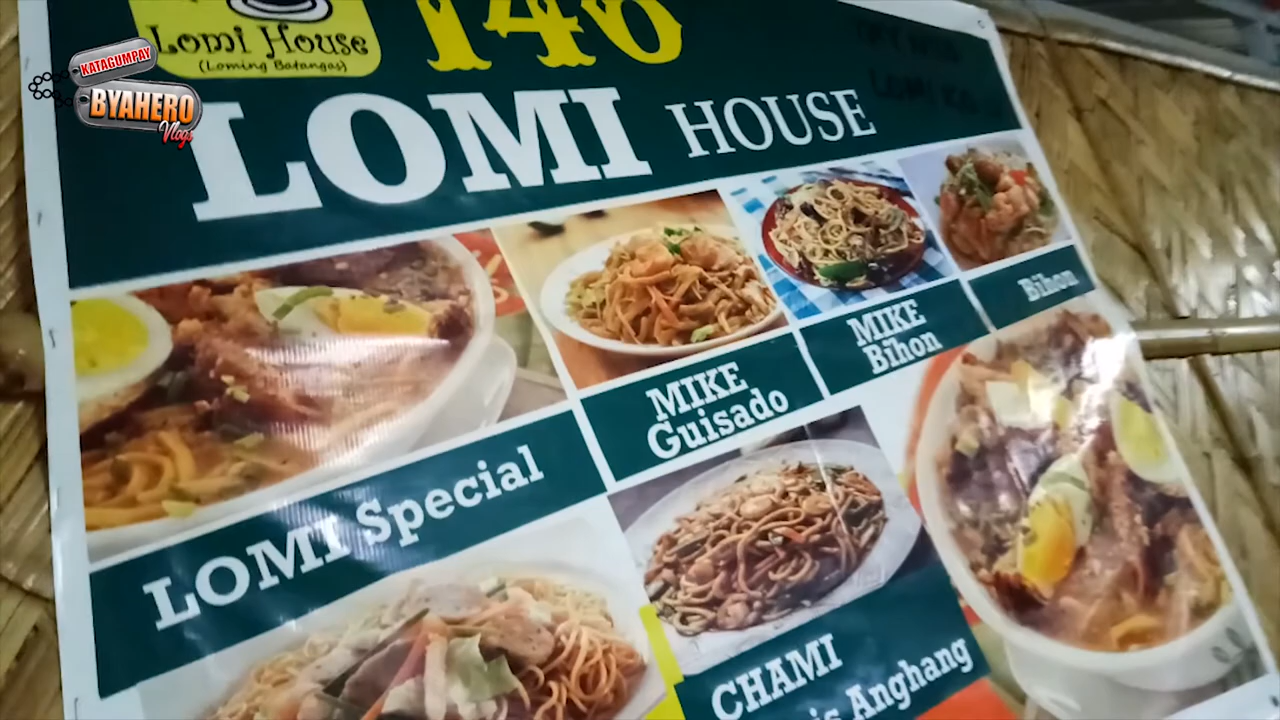 KATAGUMPAY
BYAHERO
Vlogs
Lomi House
(Loming Batangas)
146
LOMI HOUSE
MIKE
Guisado
MIKE
Bihon
Bihon
LOMI Special
CHAMI
Anghang